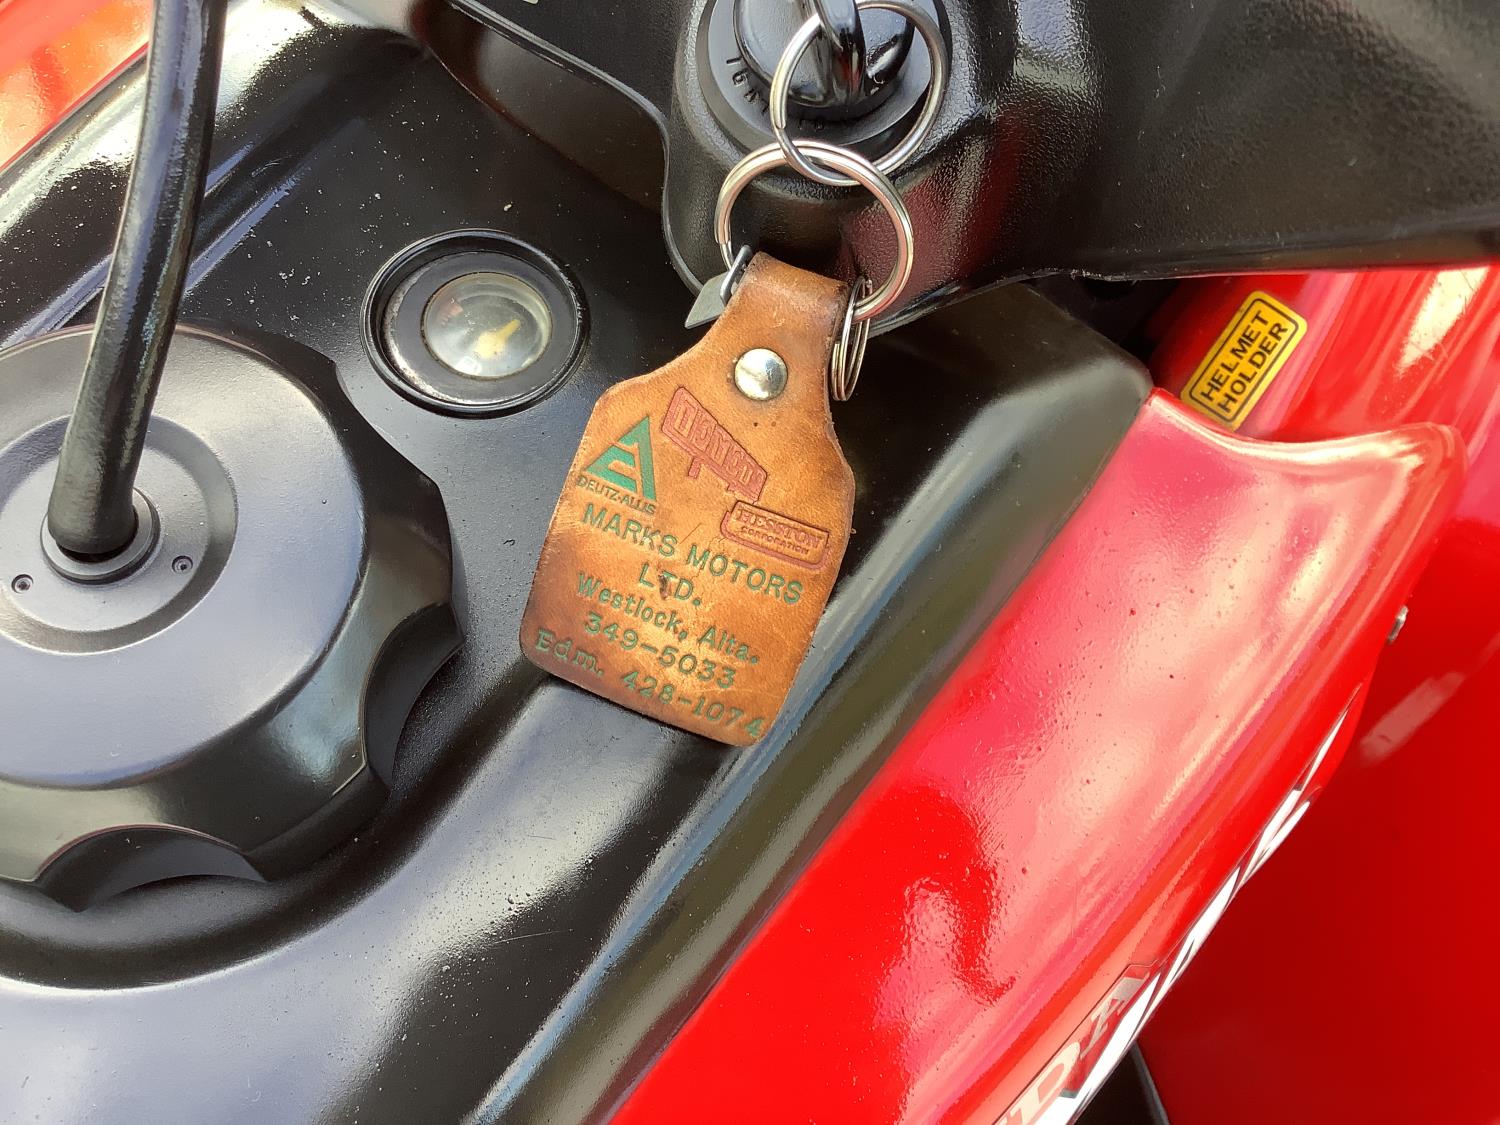 HELMET
HOLDER
DEUTZ-ALLIS
HESSTON
CORPORATION
MARKS MOTORS
LTD.
Westlock, Alta.
349-5033
Edm. 428-1074